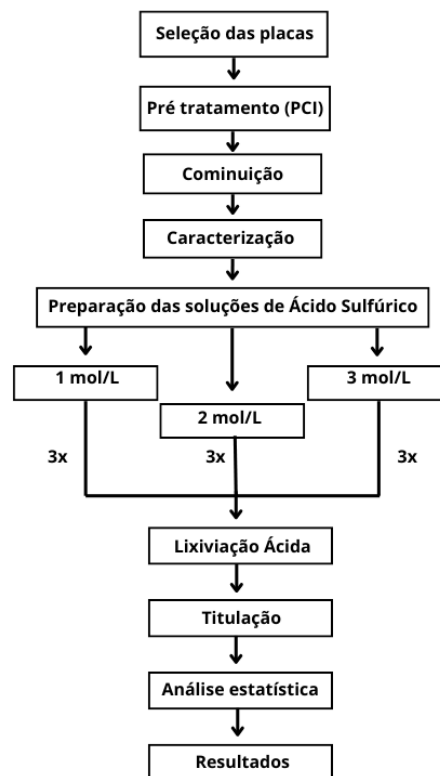 Seleção das placas
Pré tratamento (PCI)
Cominuição
Caracterização
Preparação das soluções de Ácido Sulfúrico
1 mol/L
2 mol/L
3 mol/L
3x
3x
3x
Lixiviação Ácida
Titulação
Análise estatística
Resultados